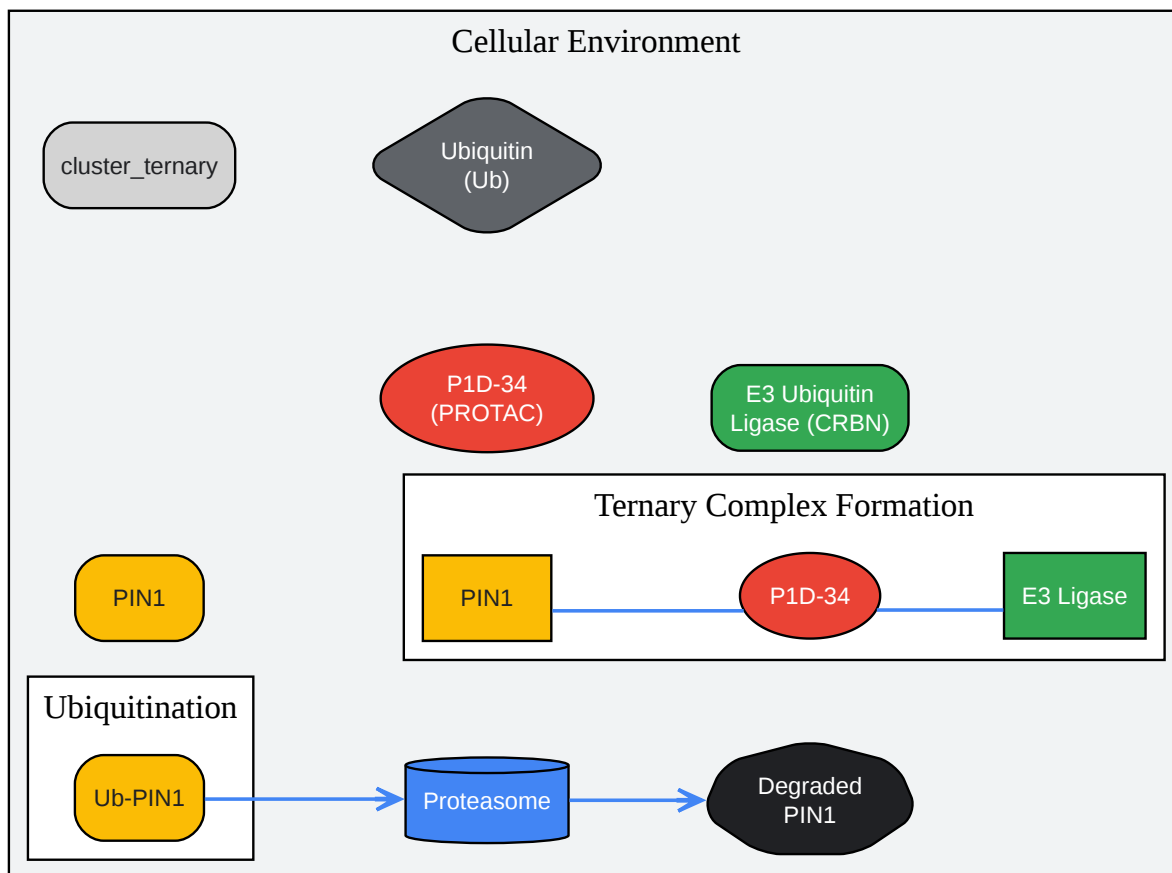 Cellular Environment
cluster_ternary
Ubiquitin
(Ub)
P1D-34
(PROTAC)
E3 Ubiquitin
Ligase (CRBN)
Ternary Complex Formation
PIN1
PIN1
P1D-34
E3 Ligase
Ubiquitination
Ub-PIN1
Proteasome
Degraded
PIN1